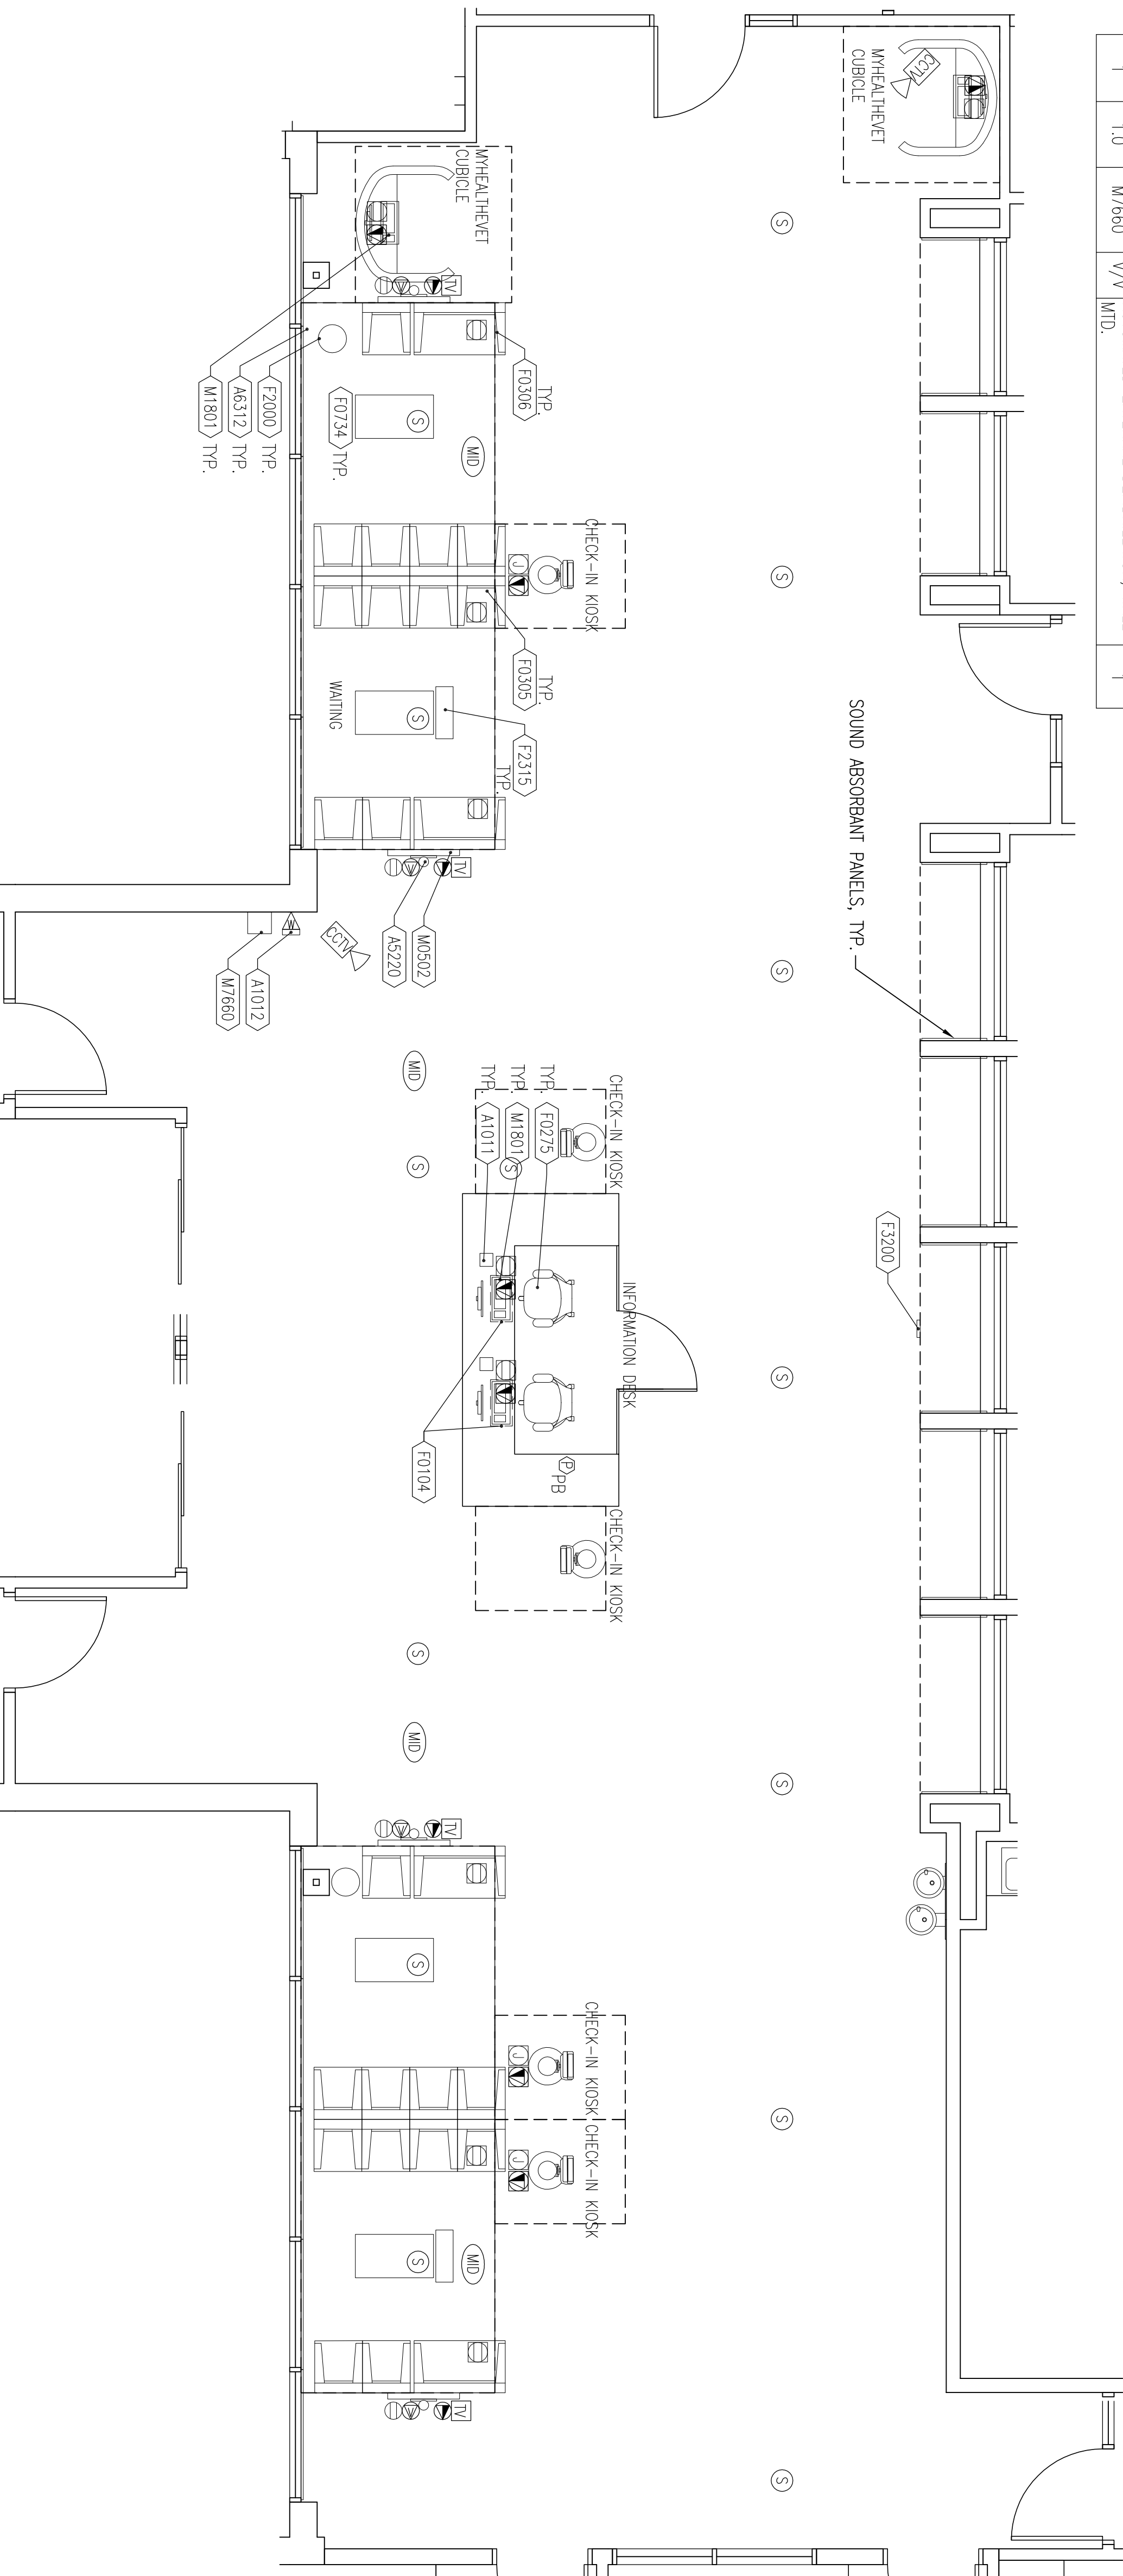 1
1.0
M7660
V/V
MTD.
1
MYHEALTHEVET
CUBICLE
CCTV
MYHEALTHEVET
CUBICLE
TV
F0306
TYP.
F0734
TYP.
F2000
TYP.
A6312
TYP.
M1801
TYP.
S
S
MID
CHECK-IN KIOSK
J
S
F0305
TYP.
F2315
TYP.
WAITING
S
TV
M0502
A5220
CCTV
A1012
M7660
W
SOUND ABSORBANT PANELS, TYP.
S
MID
CHECK-IN KIOSK
TYP.
F0275
TYP.
M1801
TYP.
A1011
S
S
F3200
INFORMATION DESK
S
F0104
P
PB
CHECK-IN KIOSK
S
MID
S
TV
S
CHECK-IN KIOSK
J
S
CHECK-IN KIOSK
J
MID
S
TV
S